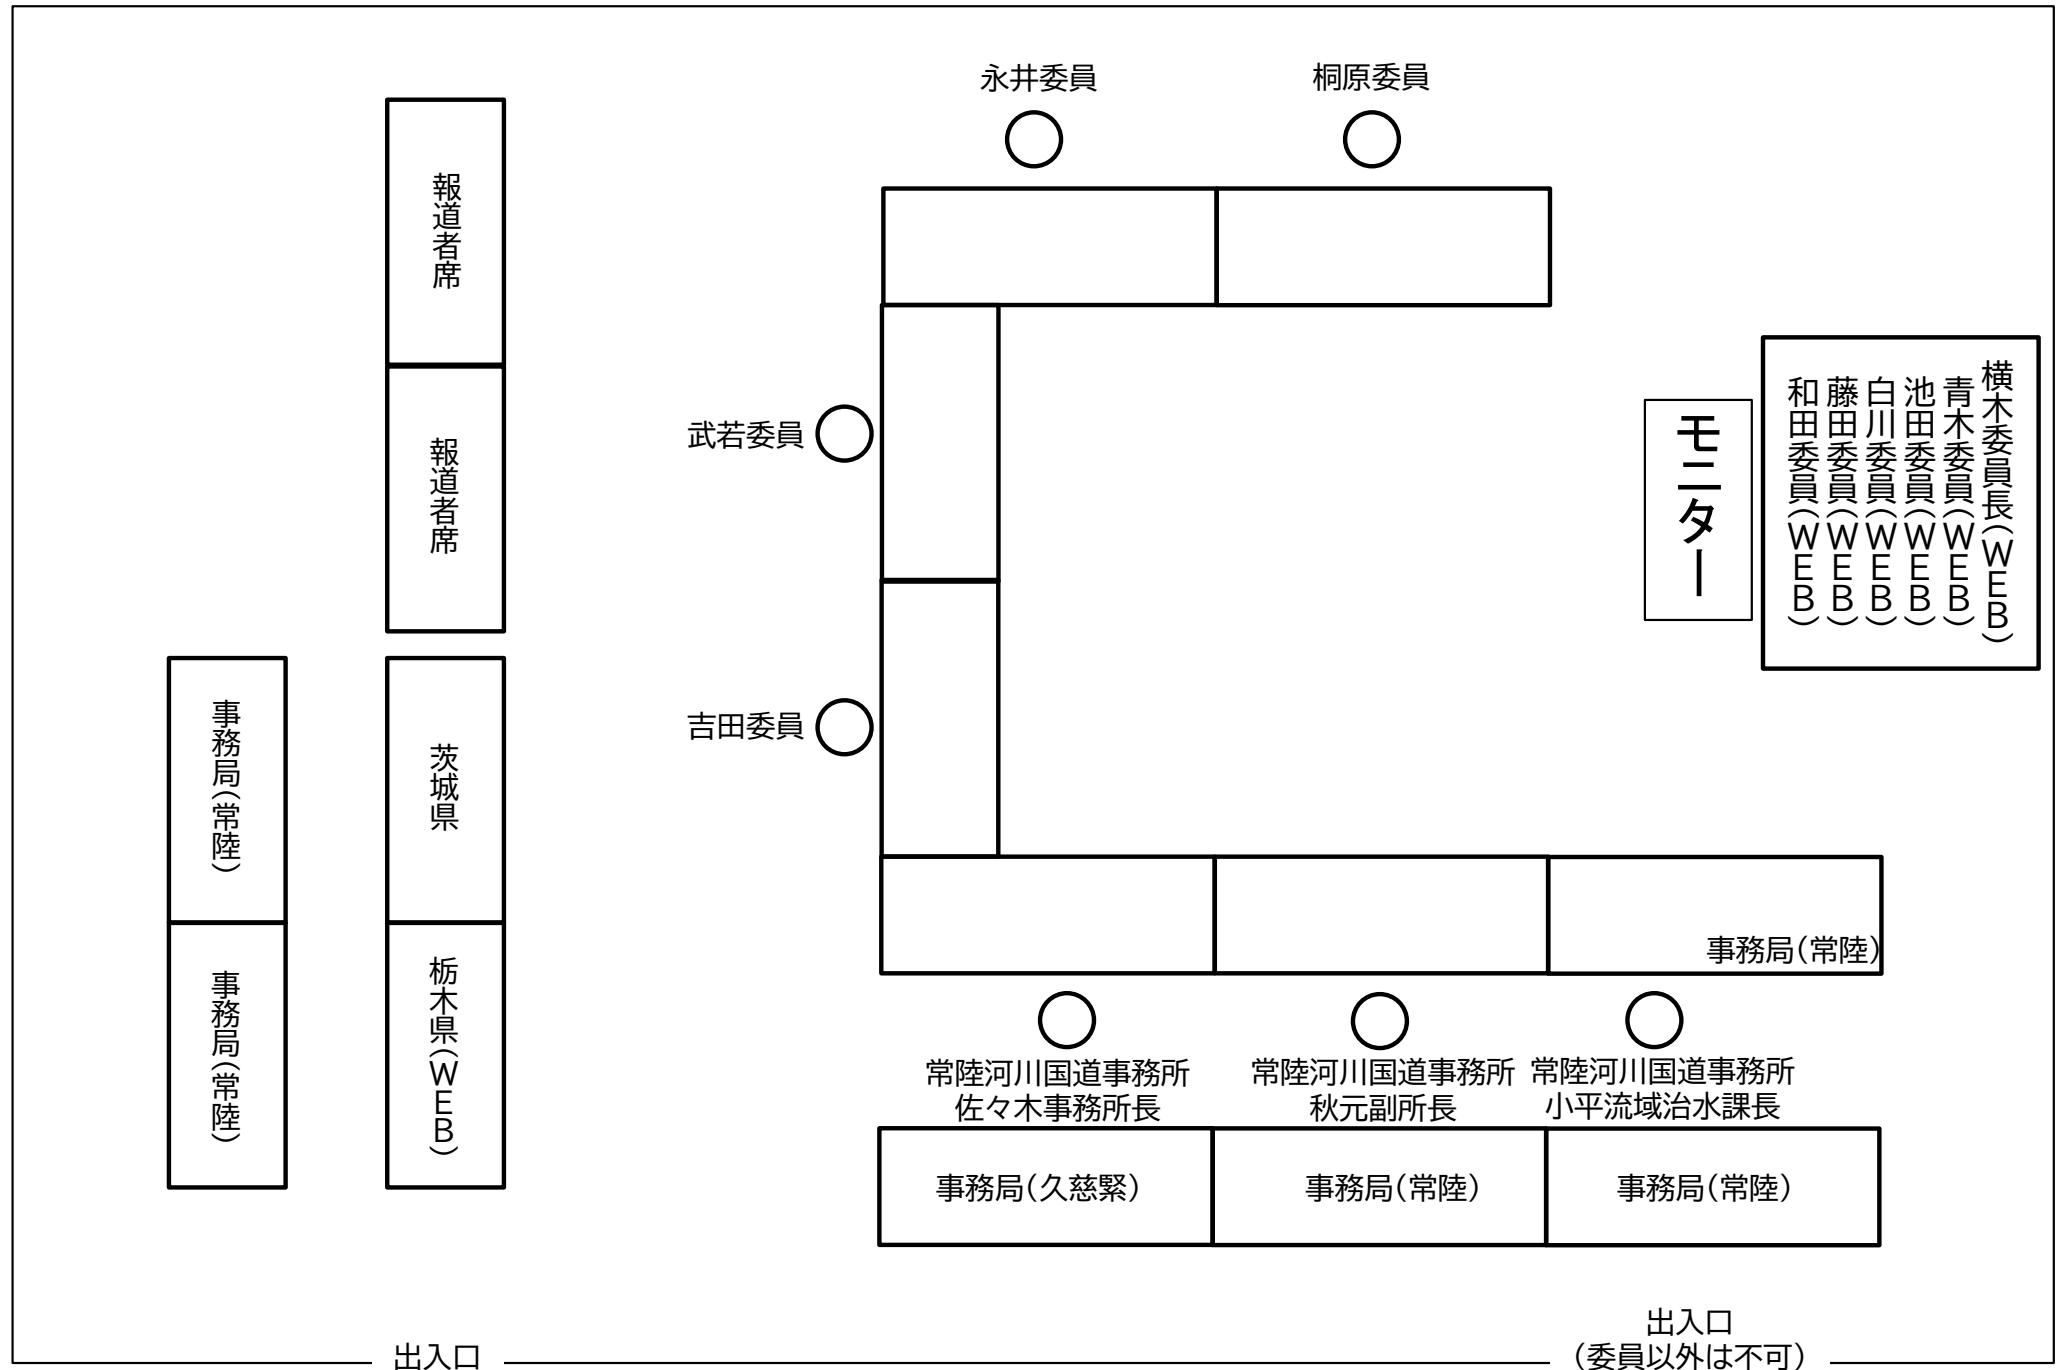 永井委員
桐原委員
報道者席
報道者席
武若委員
吉田委員
モニター
横木委員長(ＷＥＢ)
青木委員(ＷＥＢ)
池田委員(ＷＥＢ)
白川委員(ＷＥＢ)
藤田委員(ＷＥＢ)
和田委員(ＷＥＢ)
事務局(常陸)
茨城県
事務局(常陸)
栃木県(ＷＥＢ)
事務局(常陸)
常陸河川国道事務所
佐々木事務所長
常陸河川国道事務所
秋元副所長
常陸河川国道事務所
小平流域治水課長
事務局(久慈緊)
事務局(常陸)
事務局(常陸)
出入口
出入口
(委員以外は不可)